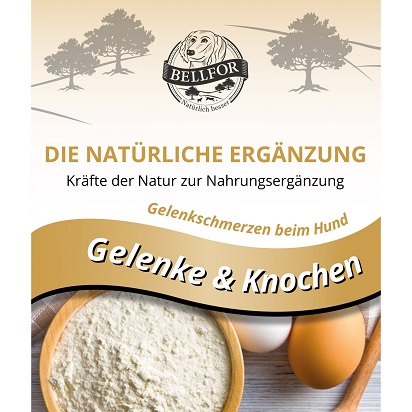 BELLFOR
Natürlich besser
DIE NATÜRLICHE ERGÄNZUNG
Kräfte der Natur zur Nahrungsergänzung
Gelenkschmerzen beim Hund
Gelenke & Knochen